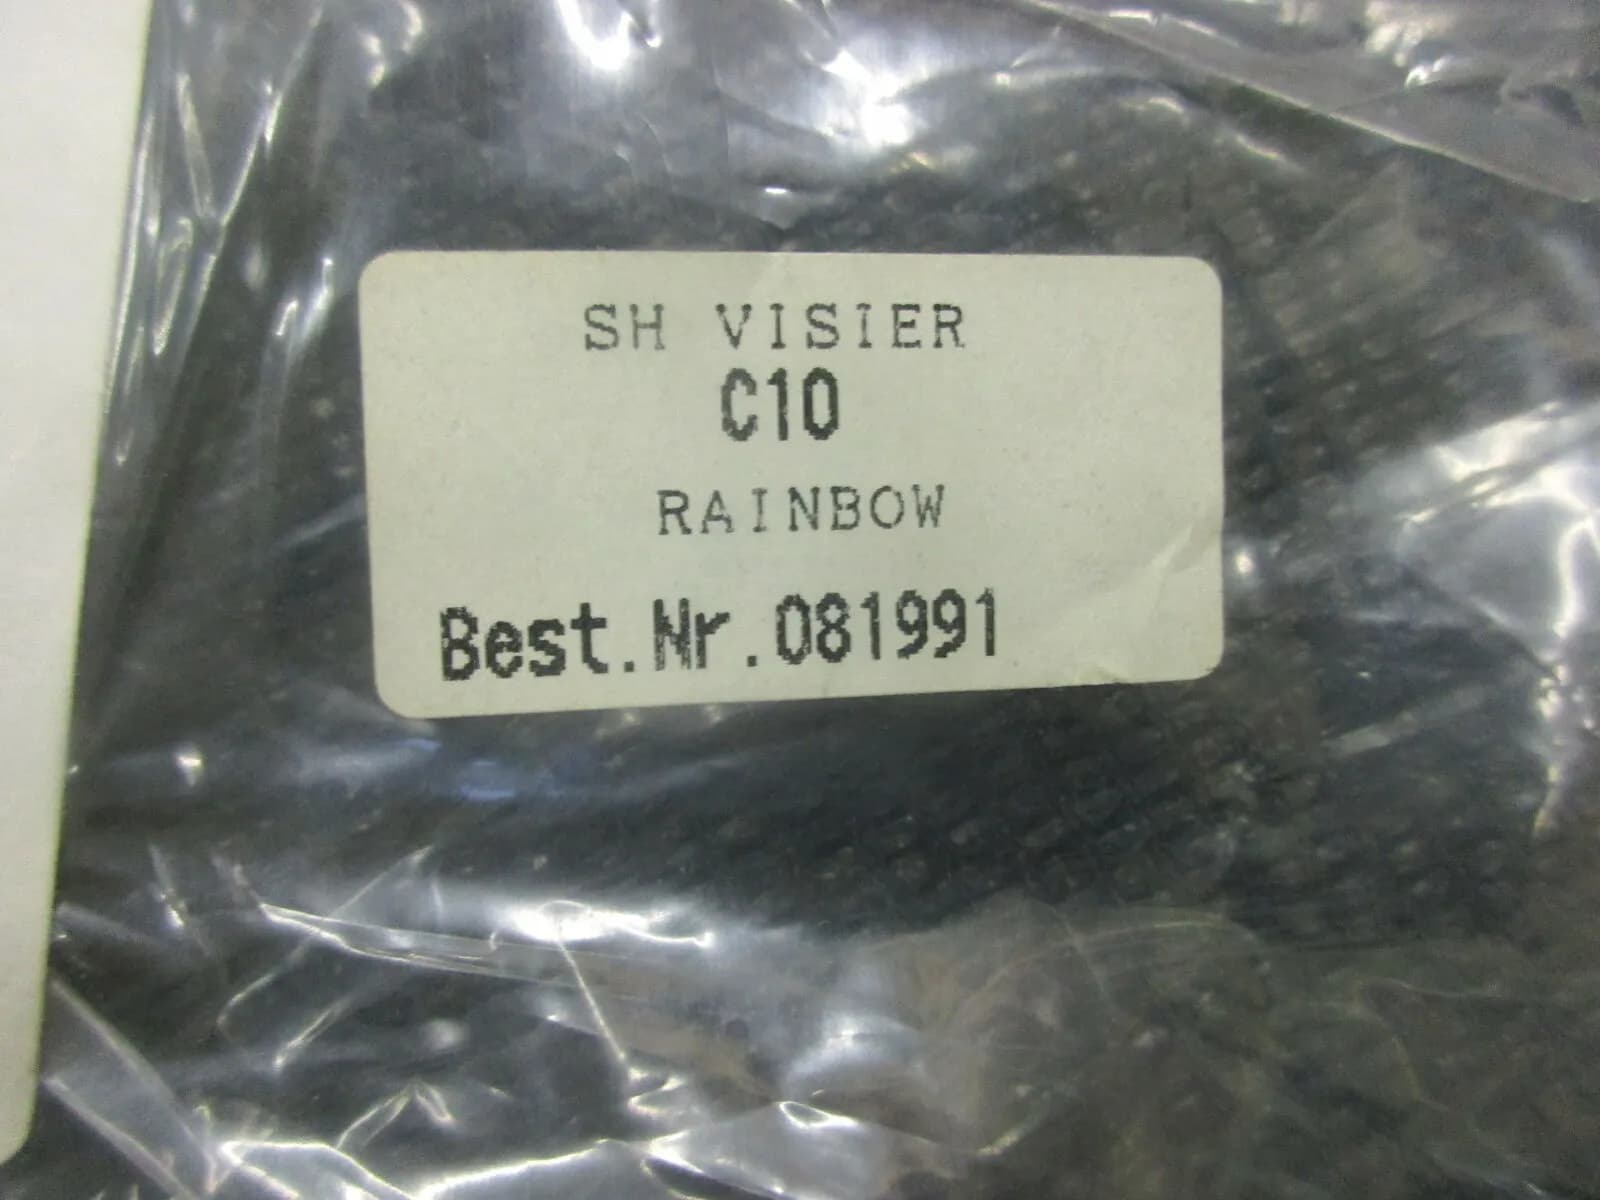 SH VISIER
C10
RAINBOW
Best.Nr.081991